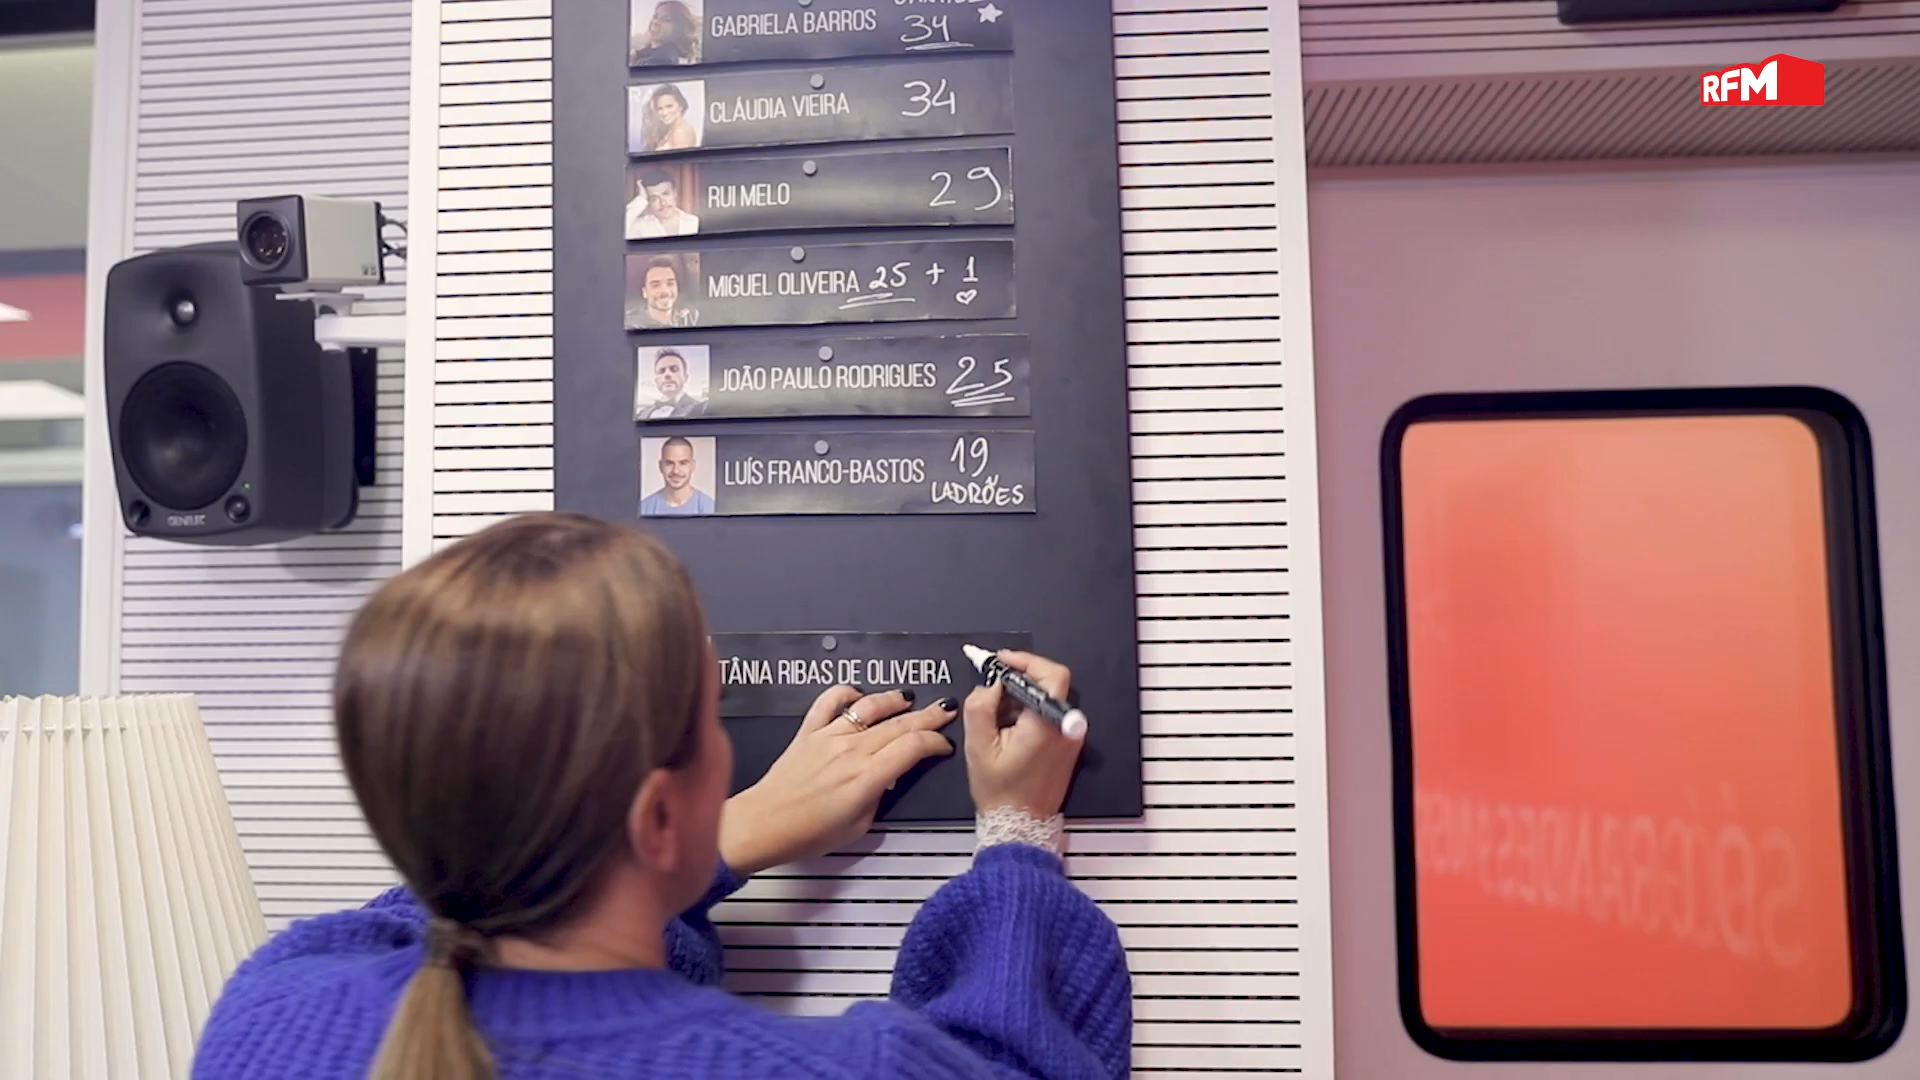 RFM
GABRIELA BARROS 34
CLÁUDIA VIEIRA 34
RUI MELO 29
MIGUEL OLIVEIRA 25 + 1
JOÃO PAULO RODRIGUES 25
LUÍS FRANCO-BASTOS 19
LADRÕES
TÂNIA RIBAS DE OLIVEIRA
GENELEC